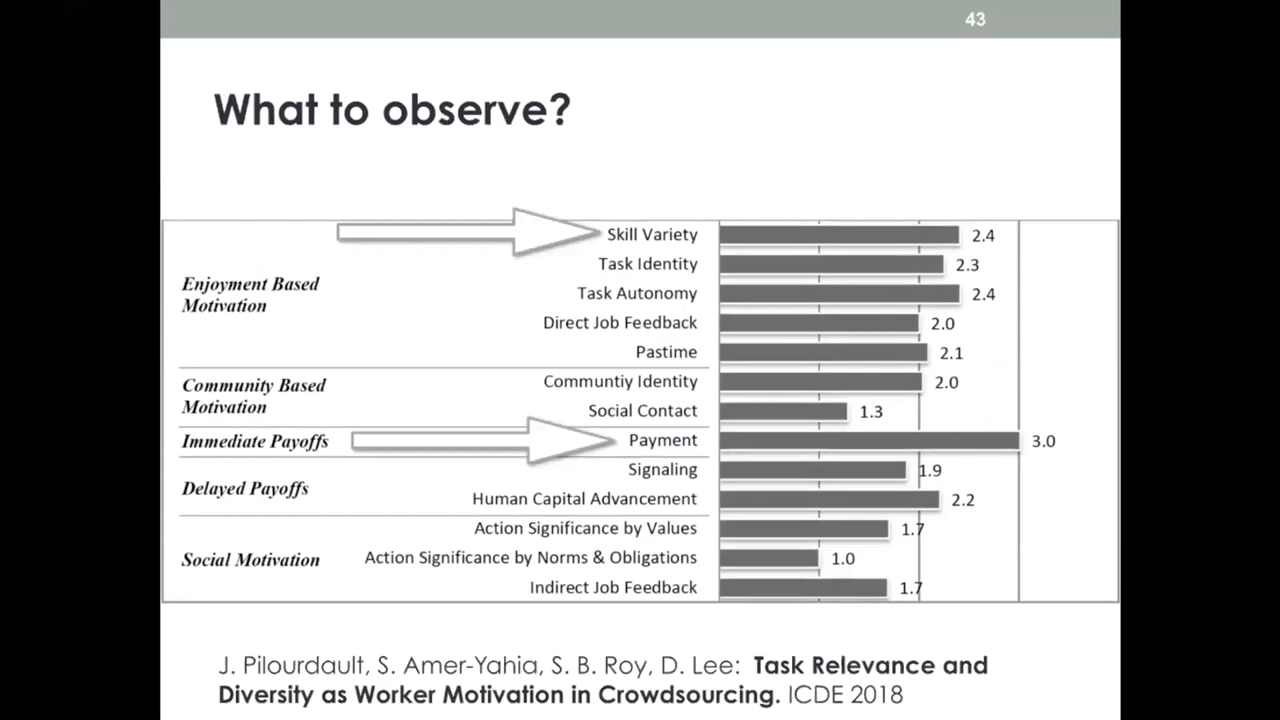 43
What to observe?
Enjoyment Based
Motivation
Skill Variety 2.4
Task Identity 2.3
Task Autonomy 2.4
Direct Job Feedback 2.0
Pastime 2.1
Community Based
Motivation
Communtiy Identity 2.0
Social Contact 1.3
Immediate Payoffs Payment 3.0
Delayed Payoffs
Signaling 1.9
Human Capital Advancement 2.2
Social Motivation
Action Significance by Values 1.7
Action Significance by Norms & Obligations 1.0
Indirect Job Feedback 1.7
J. Pilourdault, S. Amer-Yahia, S. B. Roy, D. Lee: Task Relevance and
Diversity as Worker Motivation in Crowdsourcing. ICDE 2018